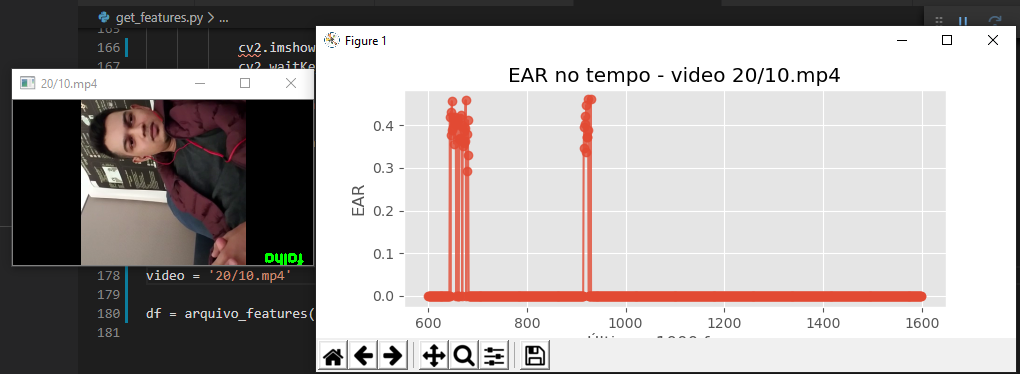 get_features.py > ...
166 cv2.imshow
167 cv2.waitKe
20/10.mp4
falha
178 video = '20/10.mp4'
179
180 df = arquivo_features(
181
Figure 1
EAR no tempo - video 20/10.mp4
EAR
0.4
0.3
0.2
0.1
0.0
600 800 1000 1200 1400 1600